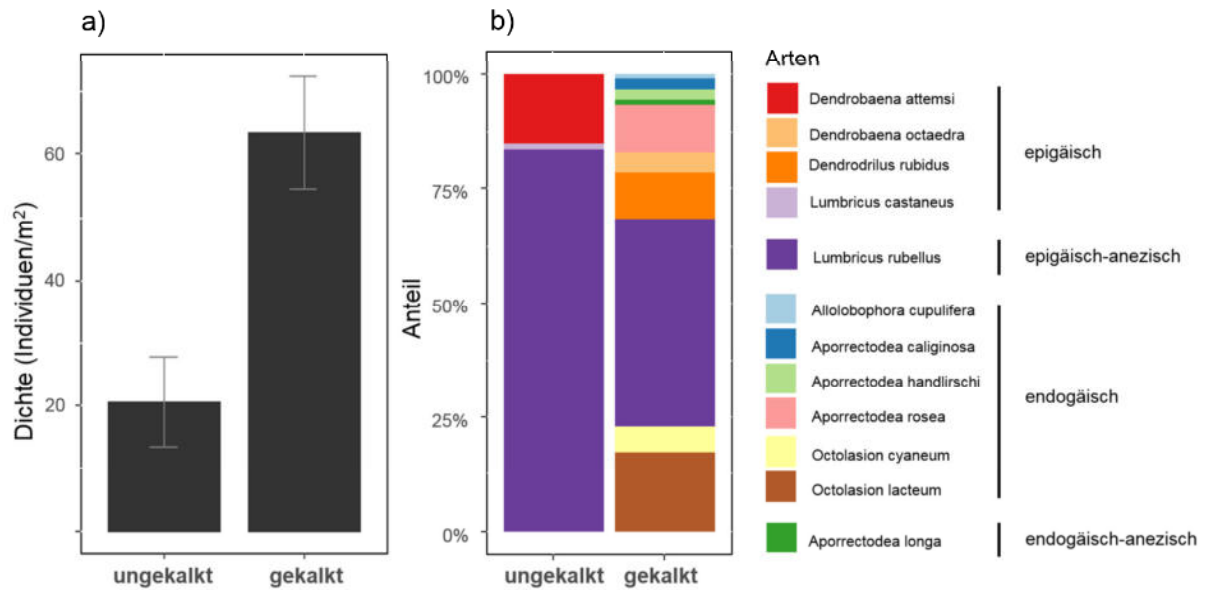 a)
Dichte (Individuen/m²)
60
40
20
ungekalkt
gekalkt
b)
Anteil
100%
75%
50%
25%
0%
ungekalkt
gekalkt
Arten
Dendrobaena attemsi
Dendrobaena octaedra
Dendrodrilus rubidus
Lumbricus castaneus
epigäisch
Lumbricus rubellus
epigäisch-anezisch
Allolobophora cupulifera
Aporrectodea caliginosa
Aporrectodea handlirschi
Aporrectodea rosea
Octolasion cyaneum
Octolasion lacteum
endogäisch
Aporrectodea longa
endogäisch-anezisch